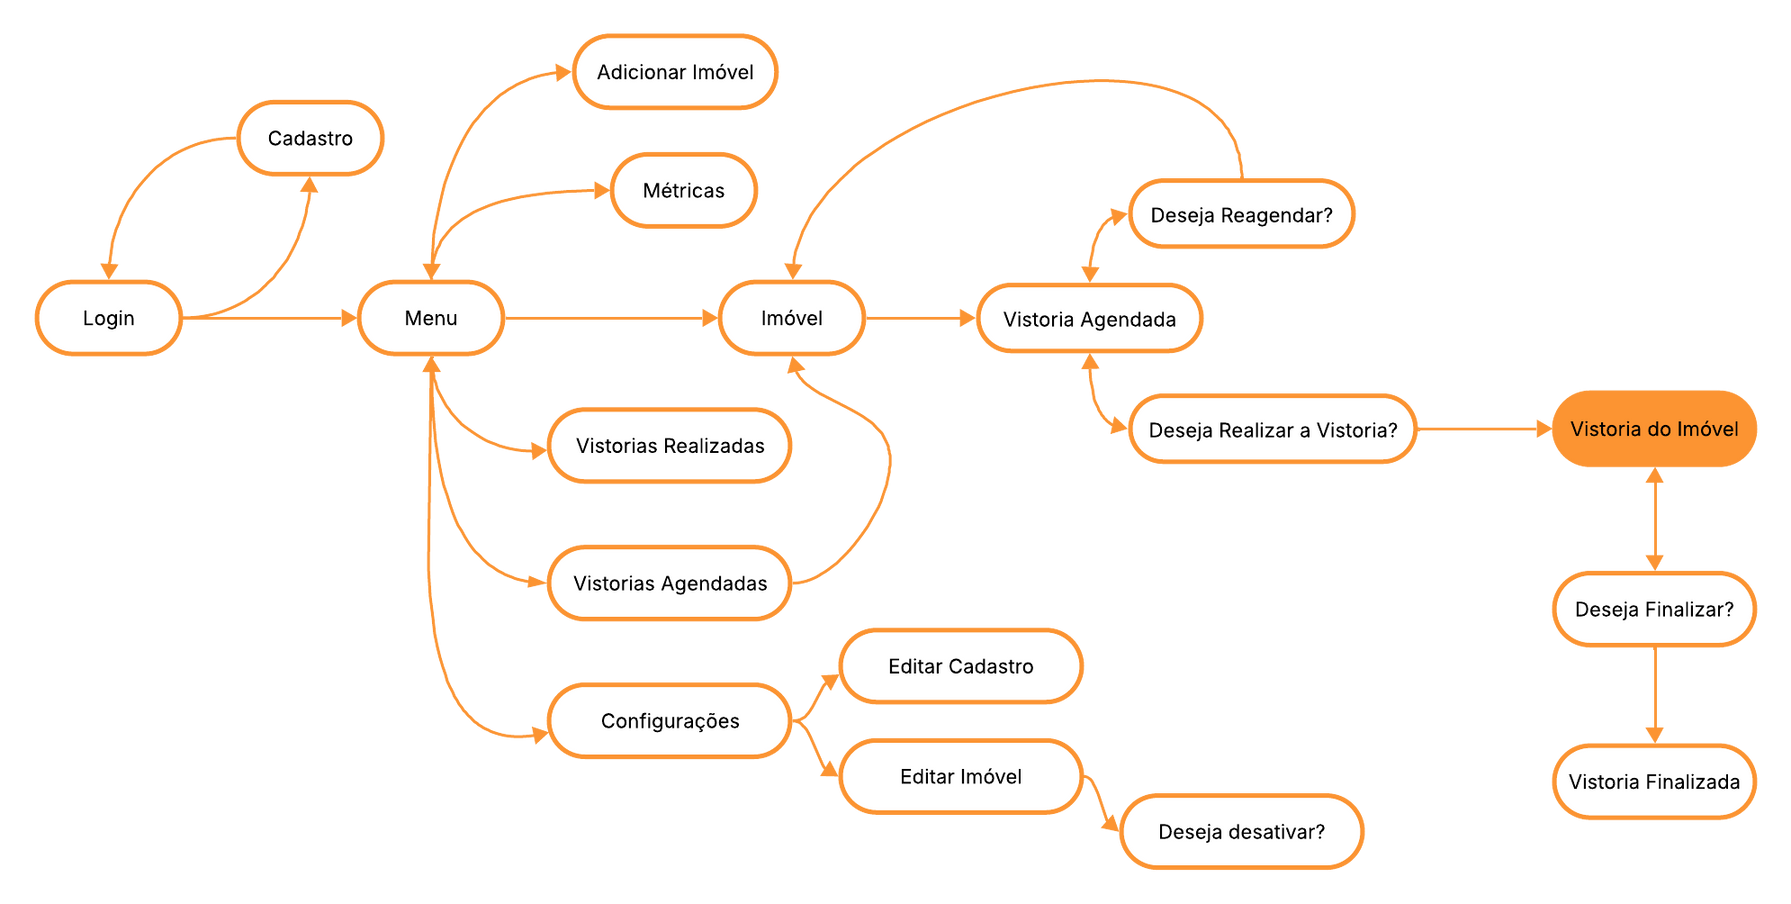 Adicionar Imóvel
Cadastro
Métricas
Deseja Reagendar?
Login
Menu
Imóvel
Vistoria Agendada
Vistorias Realizadas
Deseja Realizar a Vistoria?
Vistoria do Imóvel
Vistorias Agendadas
Deseja Finalizar?
Editar Cadastro
Configurações
Editar Imóvel
Vistoria Finalizada
Deseja desativar?